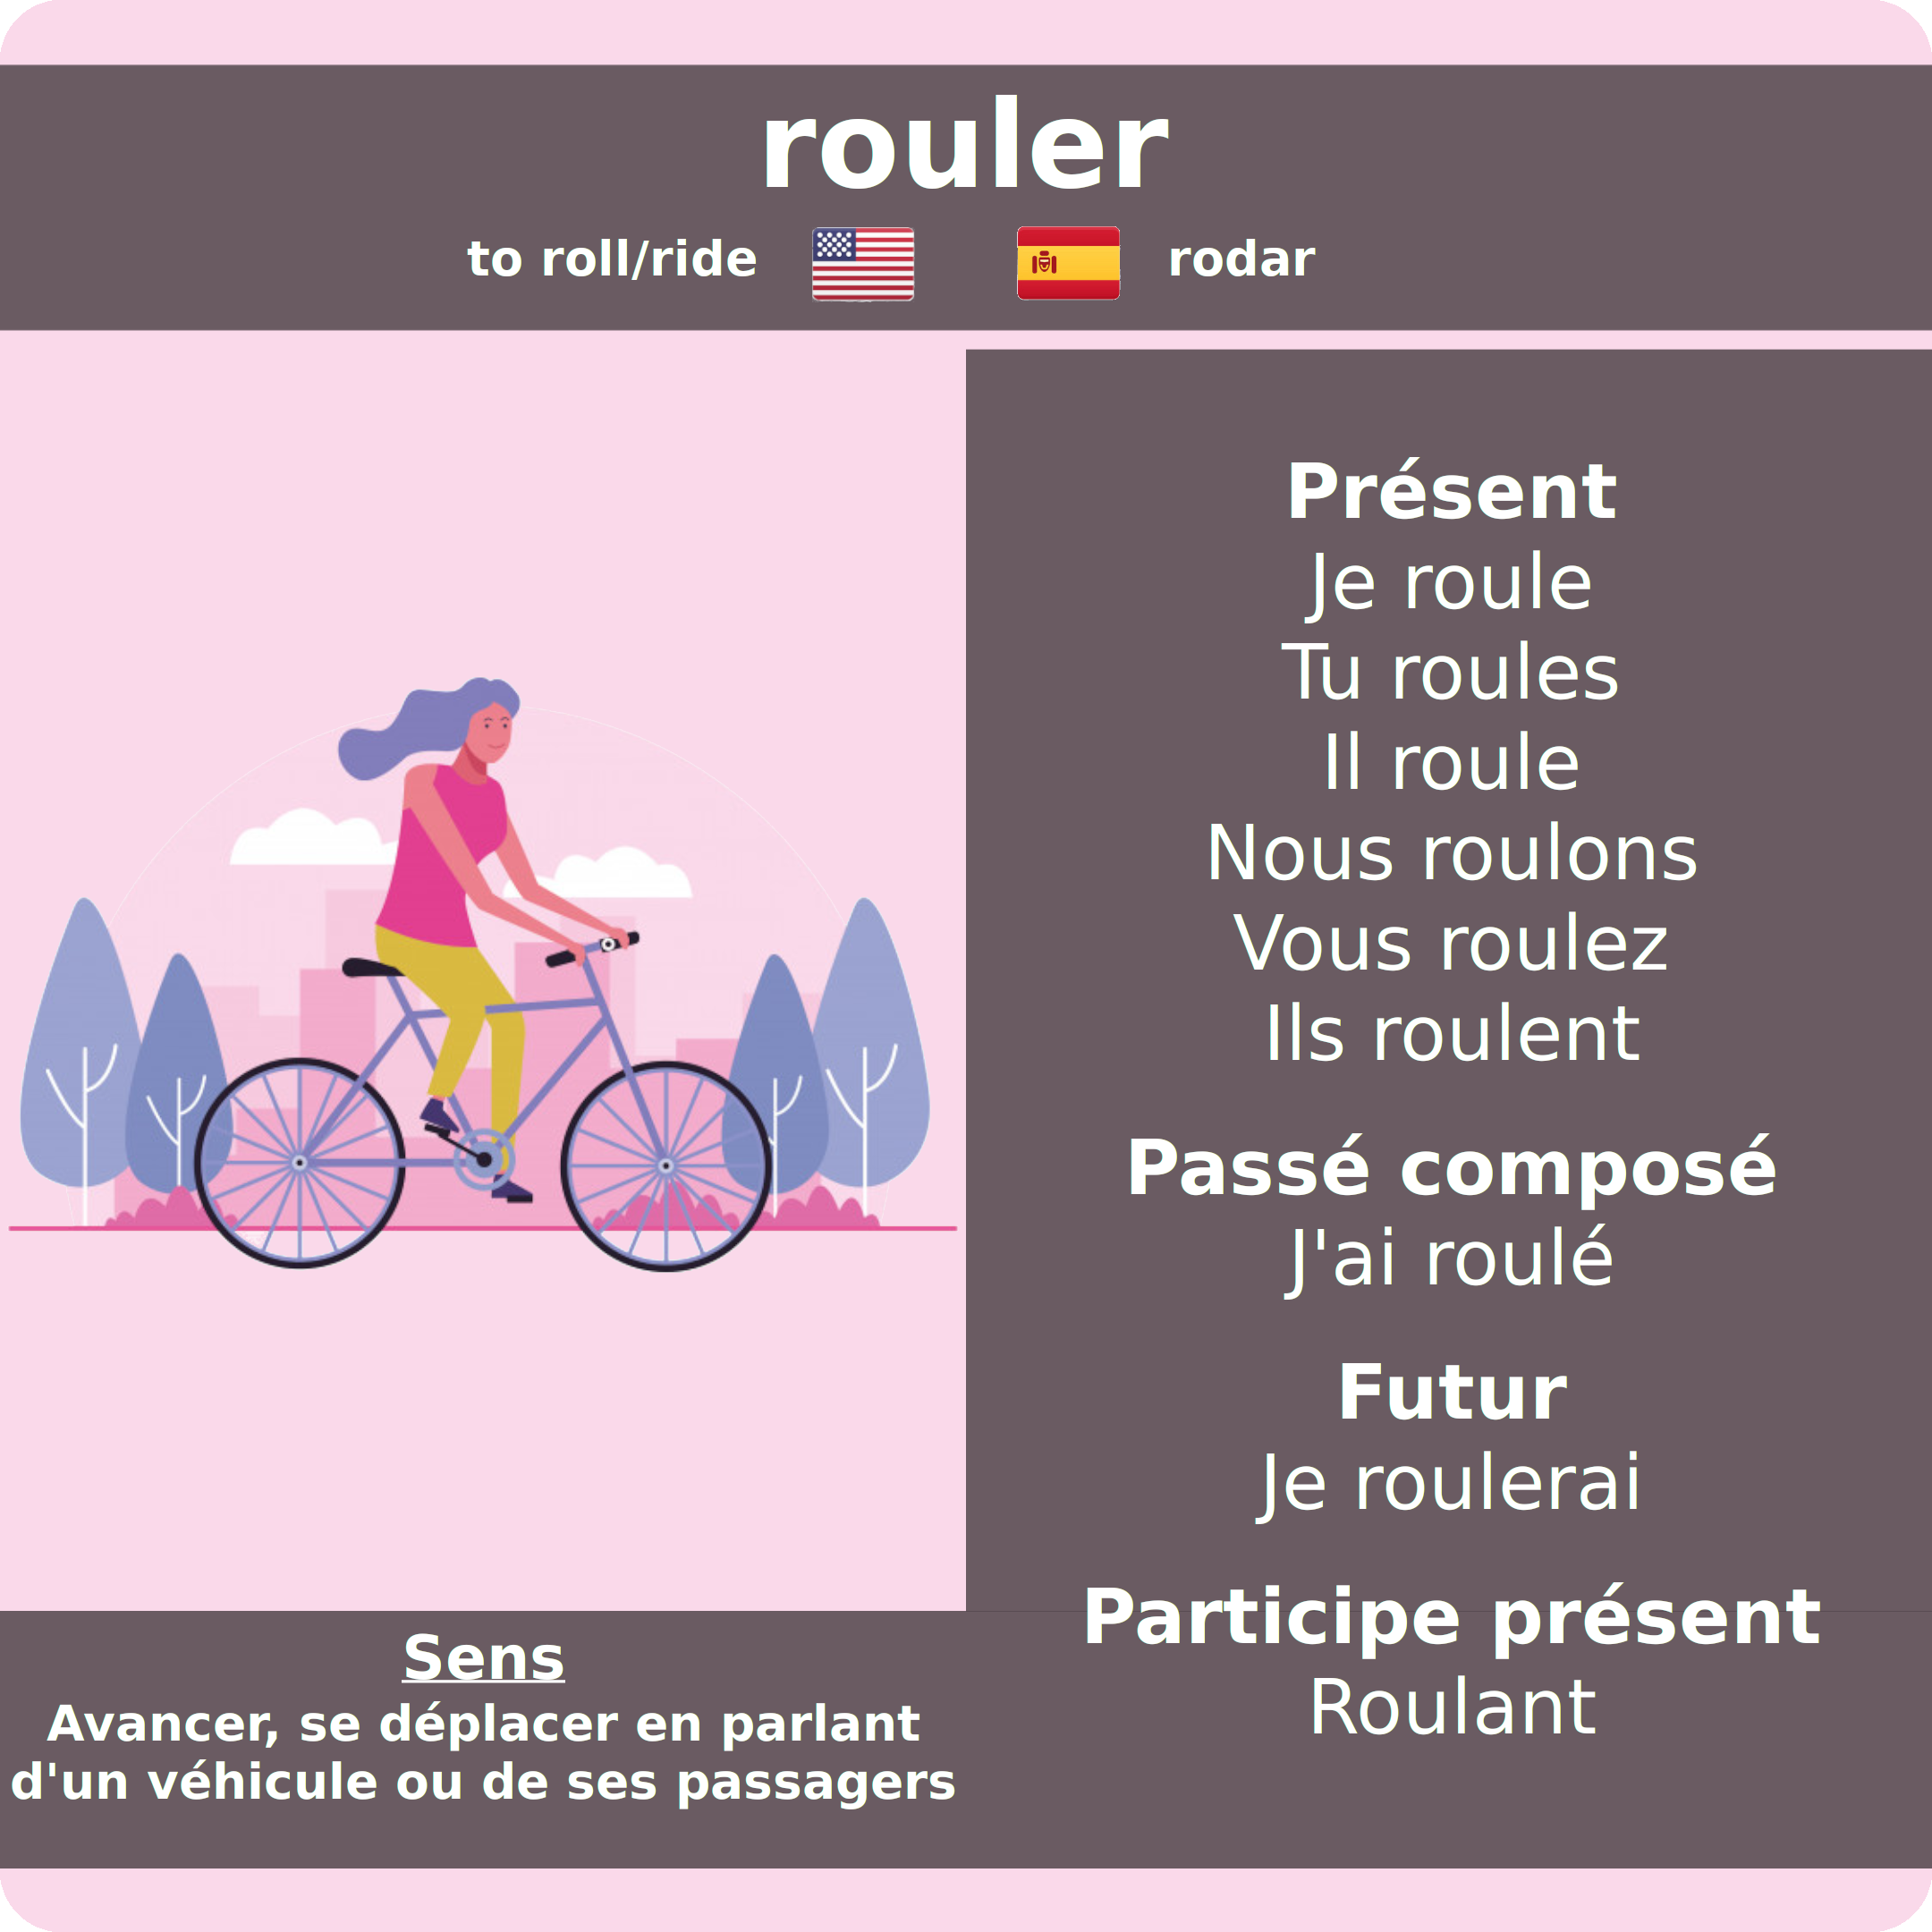 rouler
to roll/ride
rodar
Présent
Je roule
Tu roules
Il roule
Nous roulons
Vous roulez
Ils roulent
Passé composé
J'ai roulé
Futur
Je roulerai
Participe présent
Roulant
Sens
Avancer, se déplacer en parlant
d'un véhicule ou de ses passagers